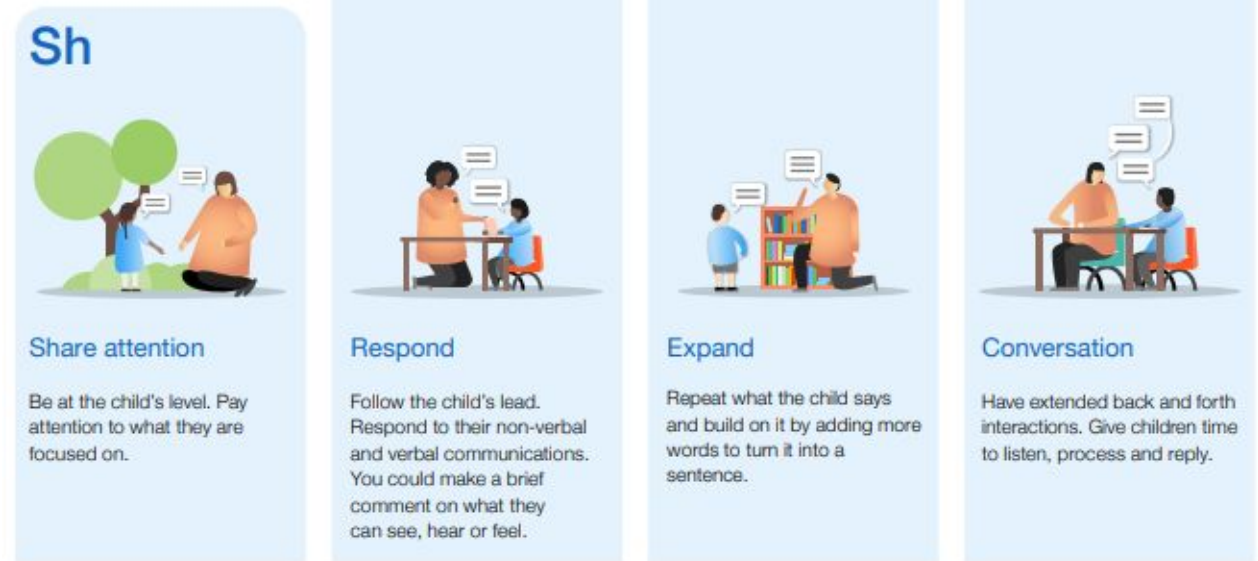 Sh
Share attention
Be at the child's level. Pay
attention to what they are
focused on.
Respond
Follow the child's lead.
Respond to their non-verbal
and verbal communications.
You could make a brief
comment on what they
can see, hear or feel.
Expand
Repeat what the child says
and build on it by adding more
words to turn it into a
sentence.
Conversation
Have extended back and forth
interactions. Give children time
to listen, process and reply.